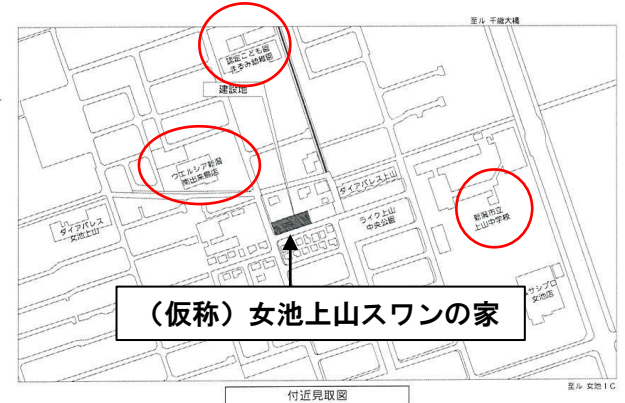 至ル 千歳大橋
認定こども園
まるみ幼稚園
建設地
ウエルシア新潟
南出来島店
ダイアパレス上山
ダイアパレス
女池上山
ライク上山
中央公園
新潟市立
上山中学校
ムサシプロ
女池店
（仮称）女池上山スワンの家
至ル 女池IC
付近見取図